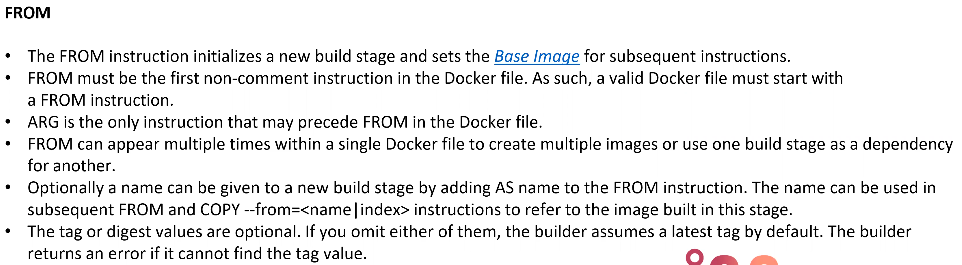 FROM
• The FROM instruction initializes a new build stage and sets the Base Image for subsequent instructions.
• FROM must be the first non-comment instruction in the Docker file. As such, a valid Docker file must start with
a FROM instruction.
• ARG is the only instruction that may precede FROM in the Docker file.
• FROM can appear multiple times within a single Docker file to create multiple images or use one build stage as a dependency
for another.
• Optionally a name can be given to a new build stage by adding AS name to the FROM instruction. The name can be used in
subsequent FROM and COPY --from=<name|index> instructions to refer to the image built in this stage.
• The tag or digest values are optional. If you omit either of them, the builder assumes a latest tag by default. The builder
returns an error if it cannot find the tag value.